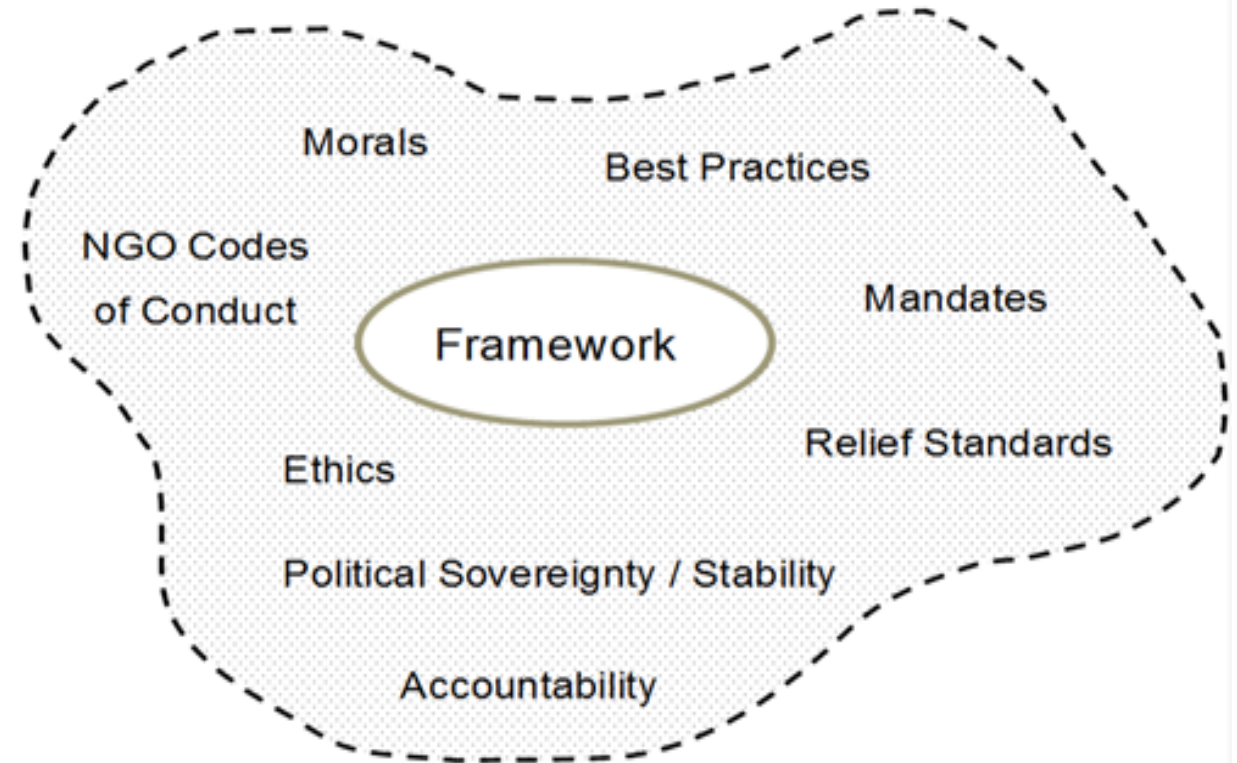 Morals
Best Practices
NGO Codes
of Conduct
Mandates
Framework
Relief Standards
Ethics
Political Sovereignty / Stability
Accountability